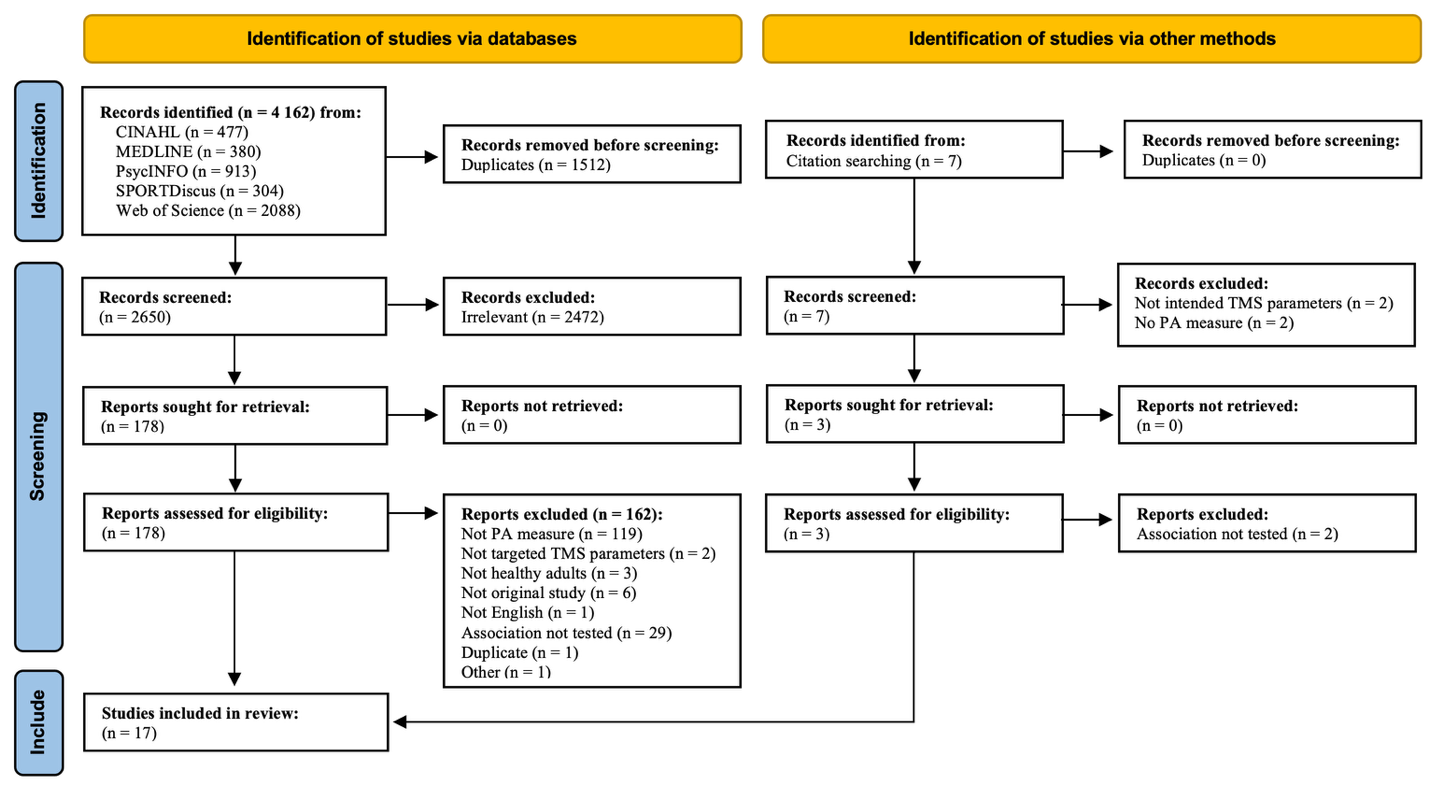 Identification of studies via databases
Identification of studies via other methods
Identification
Records identified (n = 4 162) from:
CINAHL (n = 477)
MEDLINE (n = 380)
PsycINFO (n = 913)
SPORTDiscus (n = 304)
Web of Science (n = 2088)
Records removed before screening:
Duplicates (n = 1512)
Records identified from:
Citation searching (n = 7)
Records removed before screening:
Duplicates (n = 0)
Screening
Records screened:
(n = 2650)
Records excluded:
Irrelevant (n = 2472)
Records screened:
(n = 7)
Records excluded:
Not intended TMS parameters (n = 2)
No PA measure (n = 2)
Reports sought for retrieval:
(n = 178)
Reports not retrieved:
(n = 0)
Reports sought for retrieval:
(n = 3)
Reports not retrieved:
(n = 0)
Reports assessed for eligibility:
(n = 178)
Reports excluded (n = 162):
Not PA measure (n = 119)
Not targeted TMS parameters (n = 2)
Not healthy adults (n = 3)
Not original study (n = 6)
Not English (n = 1)
Association not tested (n = 29)
Duplicate (n = 1)
Other (n = 1)
Reports assessed for eligibility:
(n = 3)
Reports excluded:
Association not tested (n = 2)
Include
Studies included in review:
(n = 17)